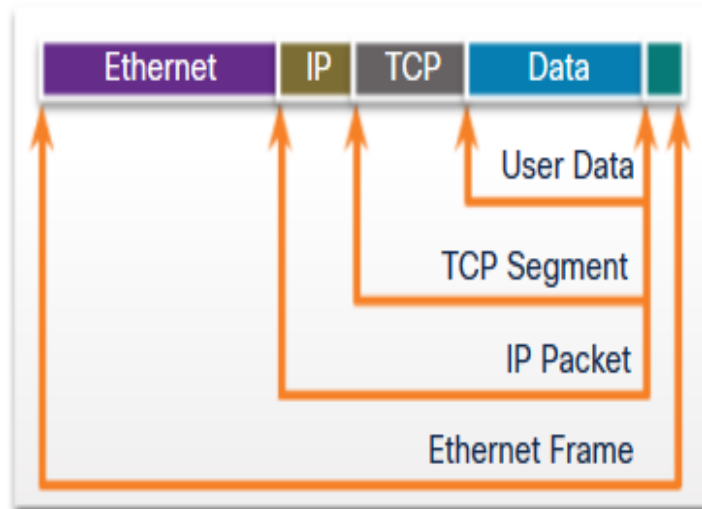 Ethernet IP TCP Data
User Data
TCP Segment
IP Packet
Ethernet Frame